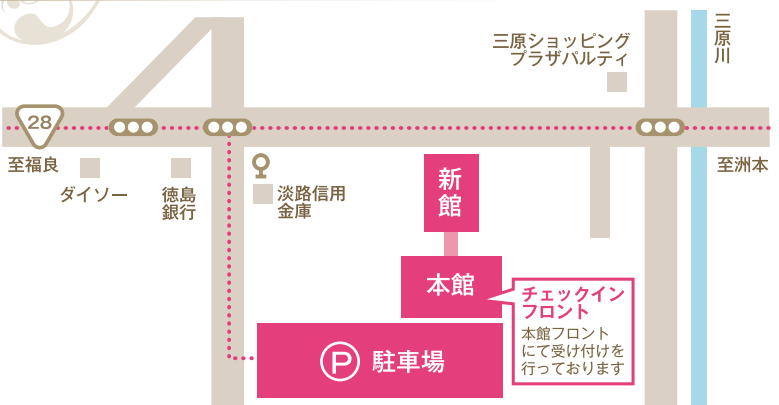 三原川
三原ショッピング
プラザパルティ
28
至福良
至洲本
ダイソー
徳島
銀行
淡路信用
金庫
新
館
本館
チェックイン
フロント
本館フロント
にて受け付けを
行っております
P 駐車場